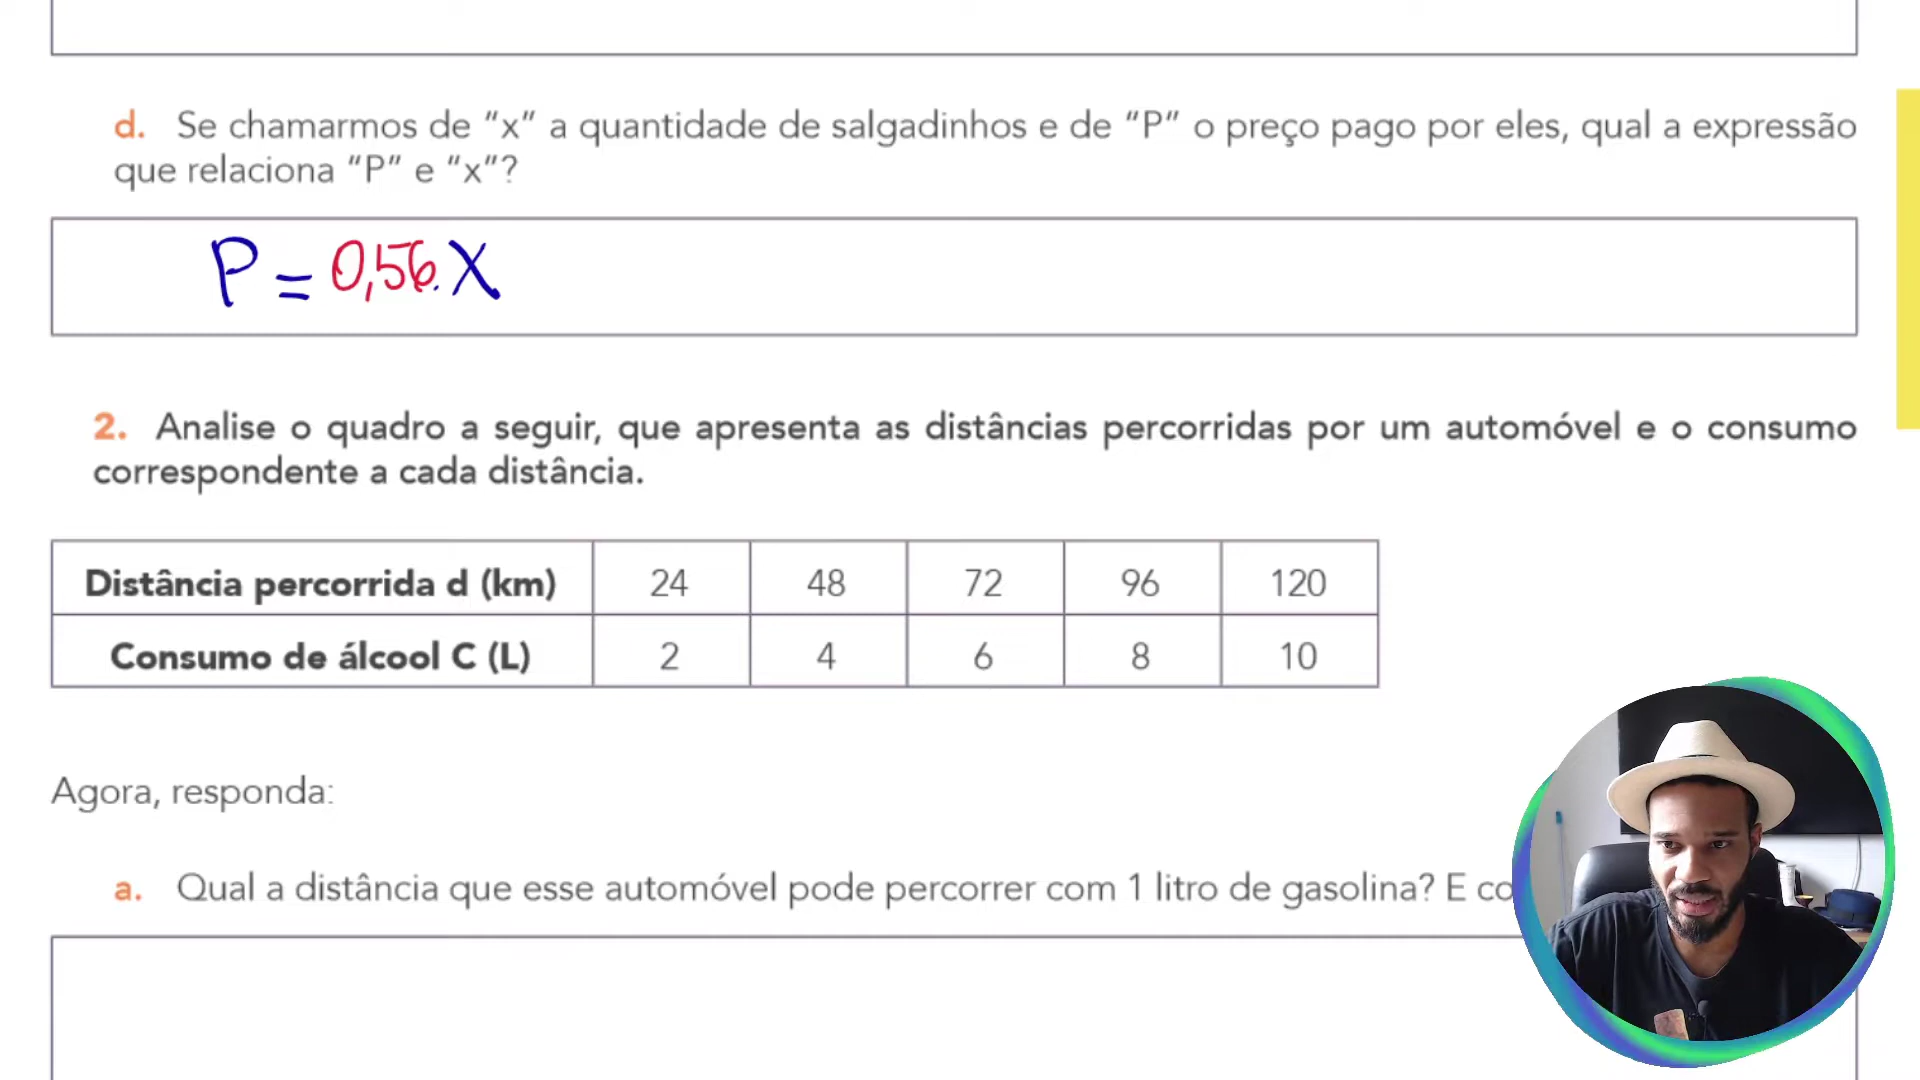 d. Se chamarmos de “x” a quantidade de salgadinhos e de “P” o preço pago por eles, qual a expressão
que relaciona “P” e “x”?
P = 0,56.X
2. Analise o quadro a seguir, que apresenta as distâncias percorridas por um automóvel e o consumo
correspondente a cada distância.
Distância percorrida d (km) 24 48 72 96 120
Consumo de álcool C (L) 2 4 6 8 10
Agora, responda:
a. Qual a distância que esse automóvel pode percorrer com 1 litro de gasolina? E